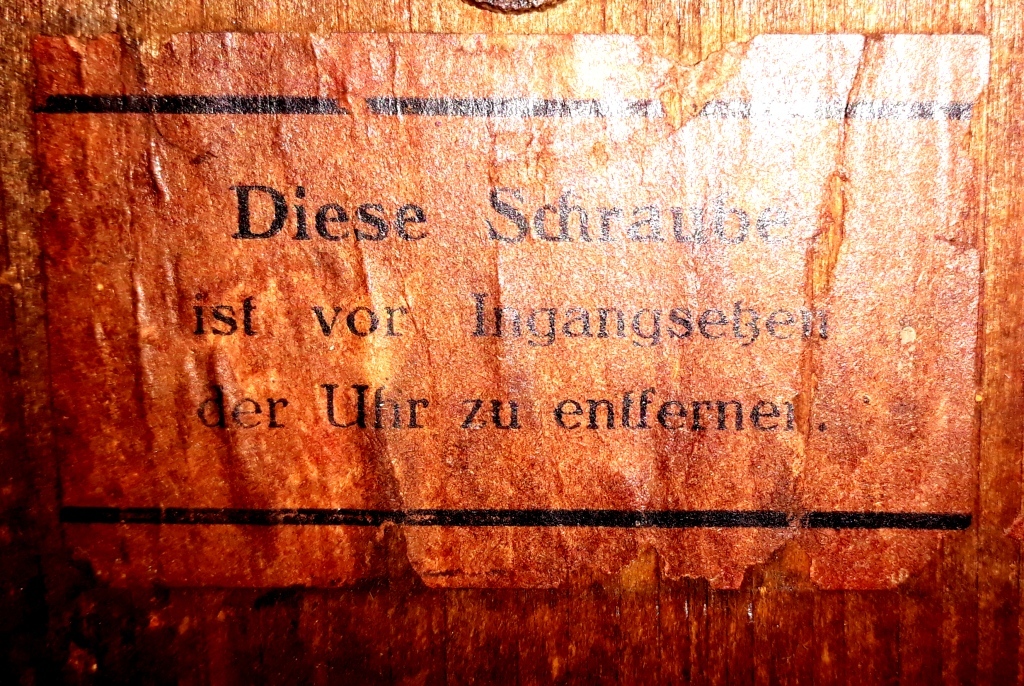 Diese Schraube
ist vor Ingangsetzen
der Uhr zu entfernen.